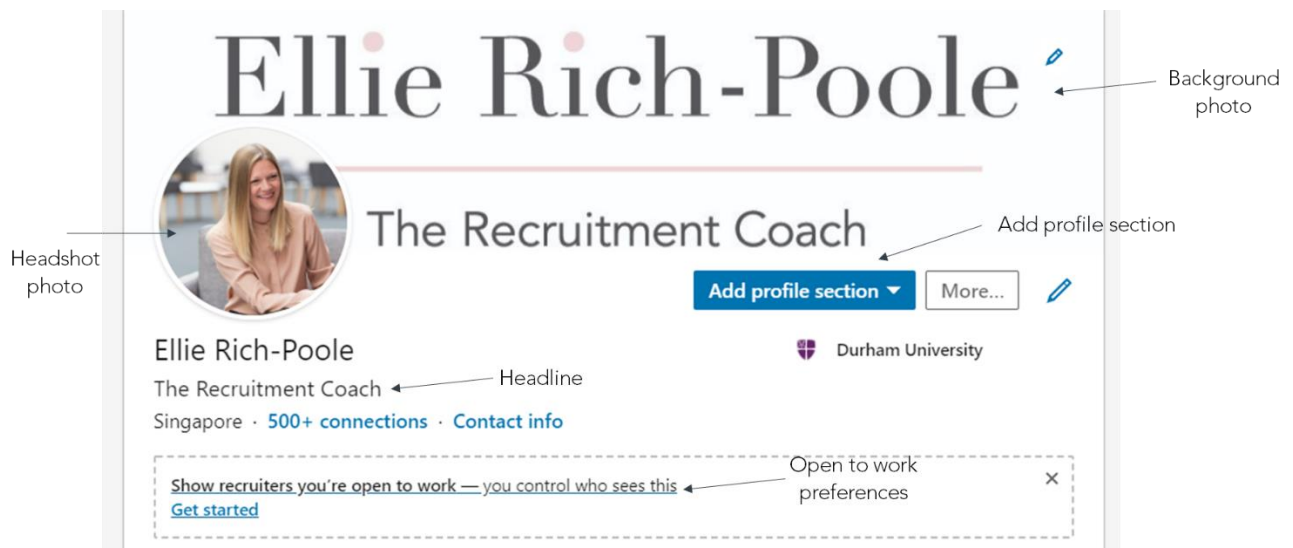 Ellie Rich-Poole
Background
photo
The Recruitment Coach
Add profile section
Headshot
photo
Add profile section
More...
Ellie Rich-Poole
Durham University
The Recruitment Coach
Headline
Singapore · 500+ connections · Contact info
Open to work
preferences
Show recruiters you're open to work — you control who sees this
Get started